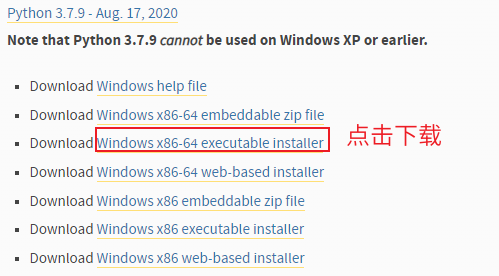 Python 3.7.9 - Aug. 17, 2020
Note that Python 3.7.9 cannot be used on Windows XP or earlier.
Download Windows help file
Download Windows x86-64 embeddable zip file
Download Windows x86-64 executable installer 点击下载
Download Windows x86-64 web-based installer
Download Windows x86 embeddable zip file
Download Windows x86 executable installer
Download Windows x86 web-based installer